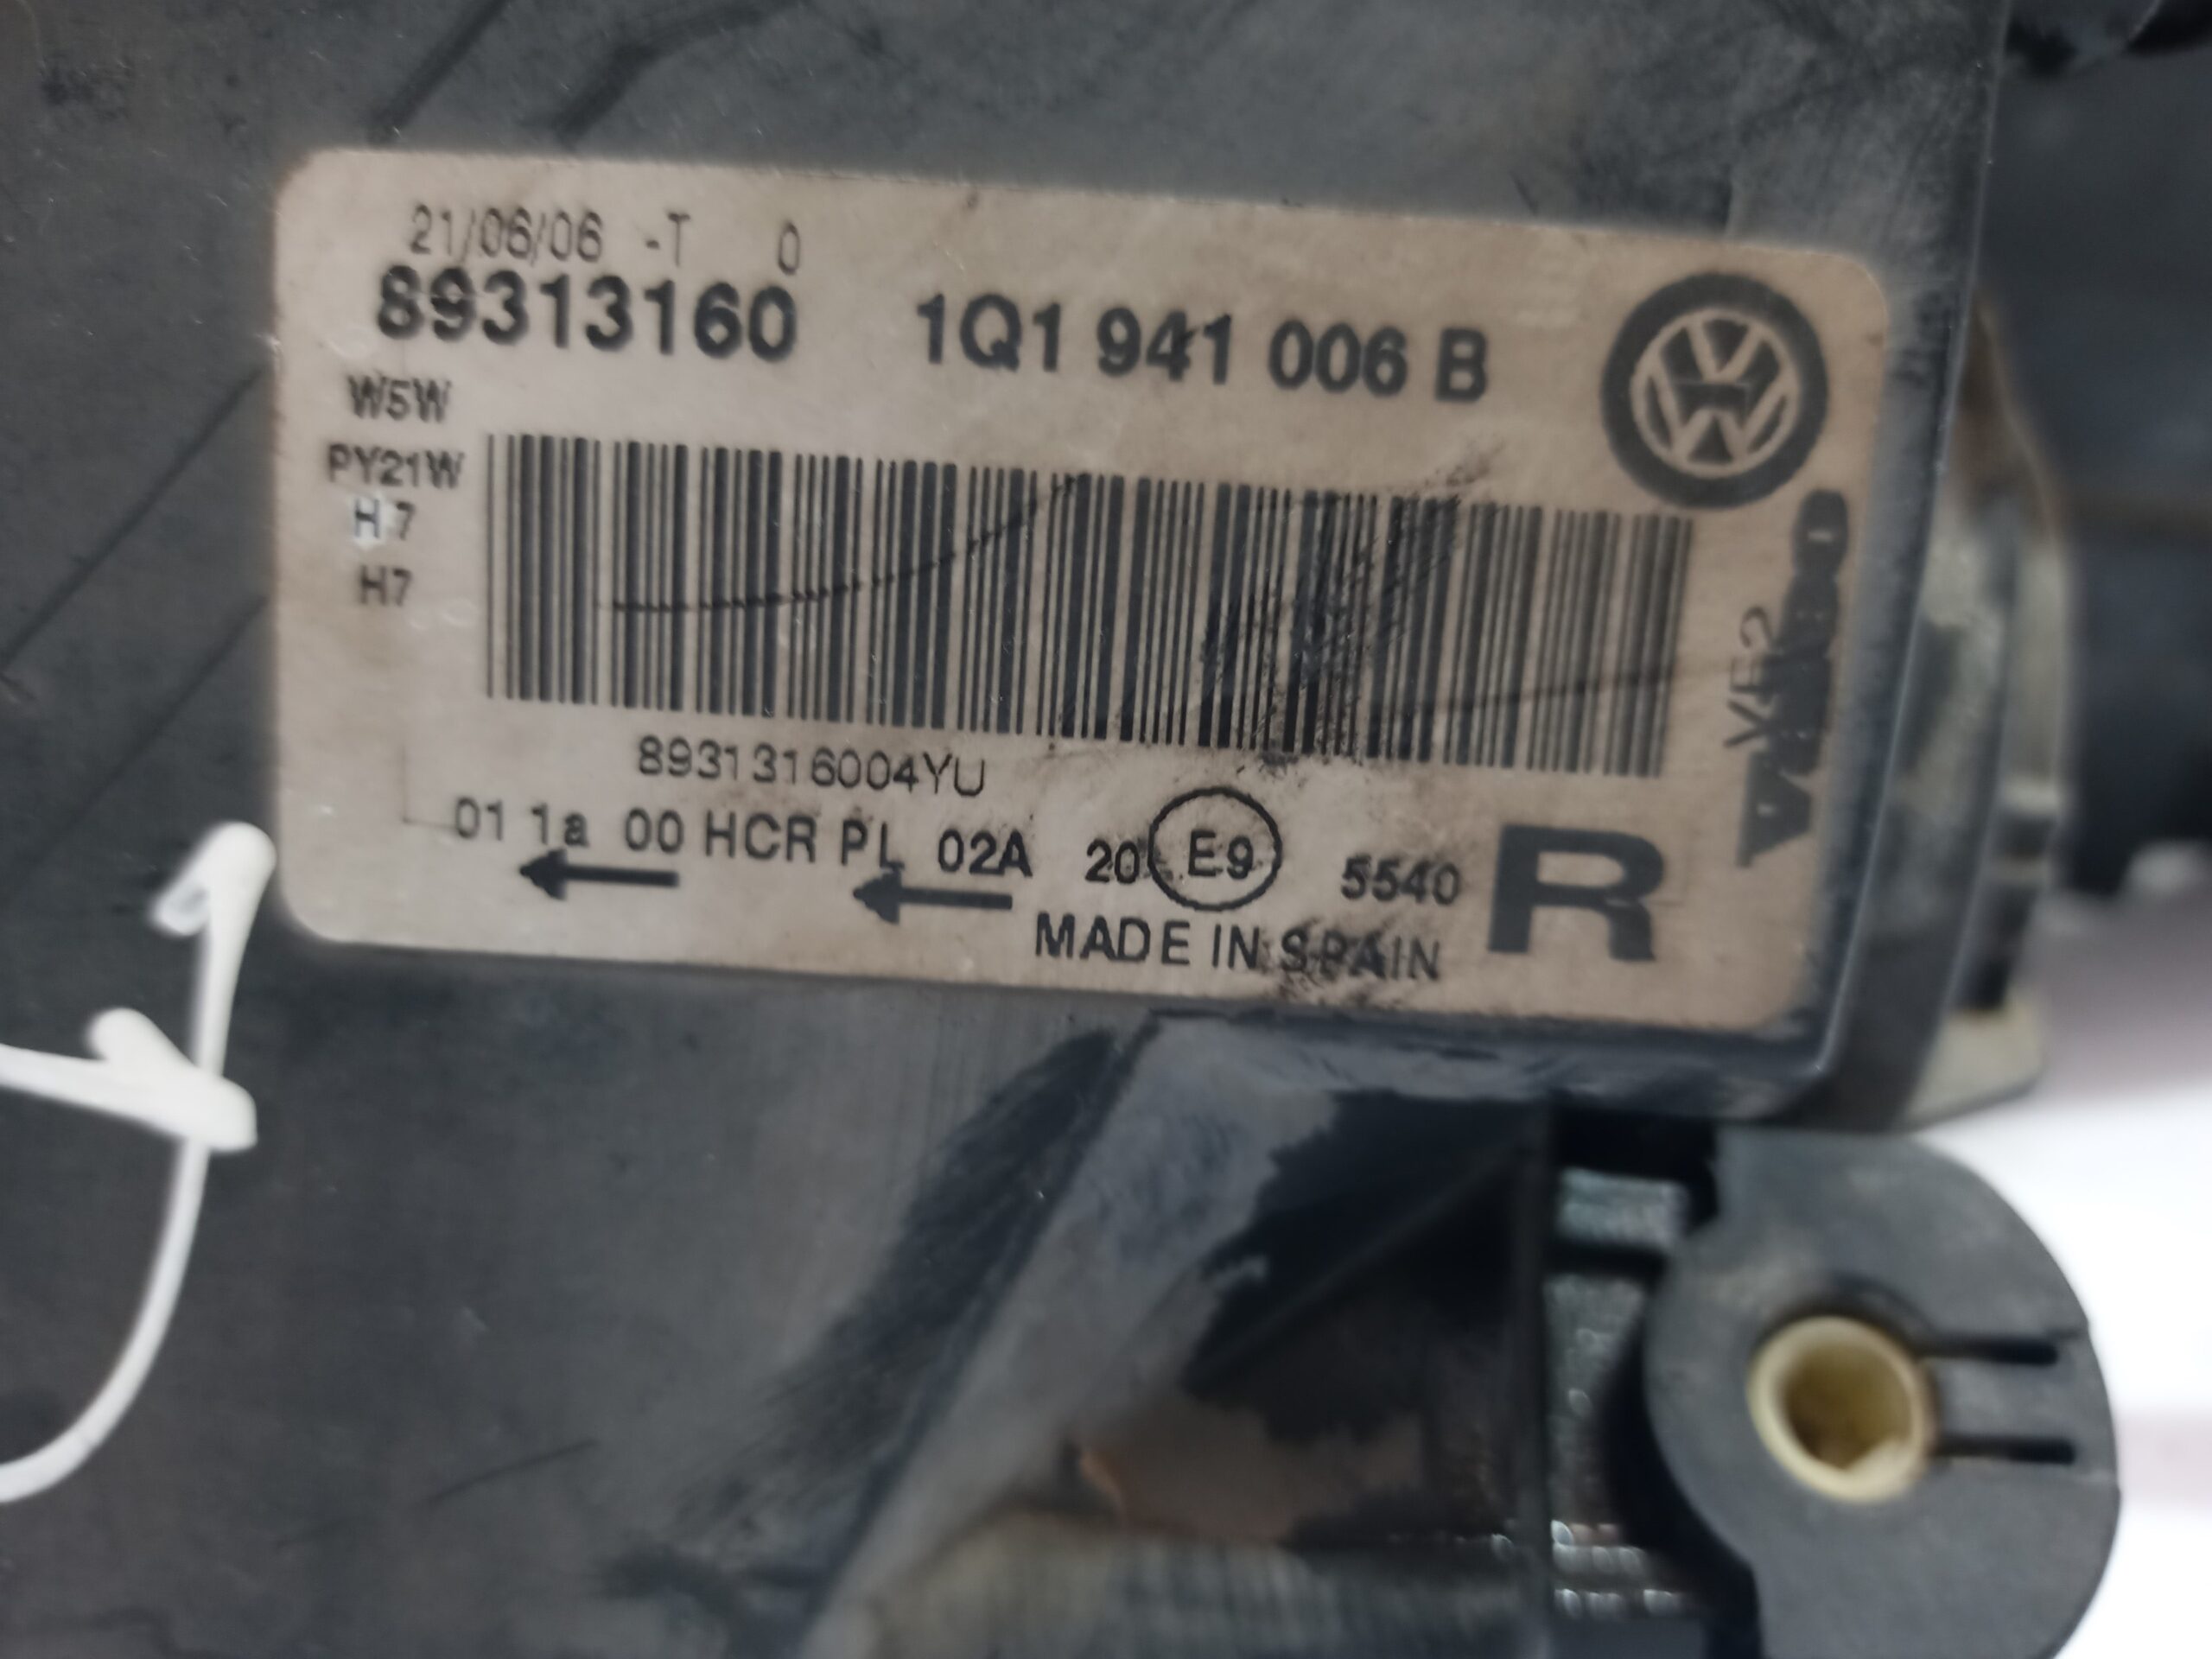 21/06/06 -T 0
89313160 1Q1 941 006 B
W5W
PY21W
H7
H7
VE2
8931316004YU
01 1a 00 HCR PL 02A 20 E9 5540 R
MADE IN SPAIN